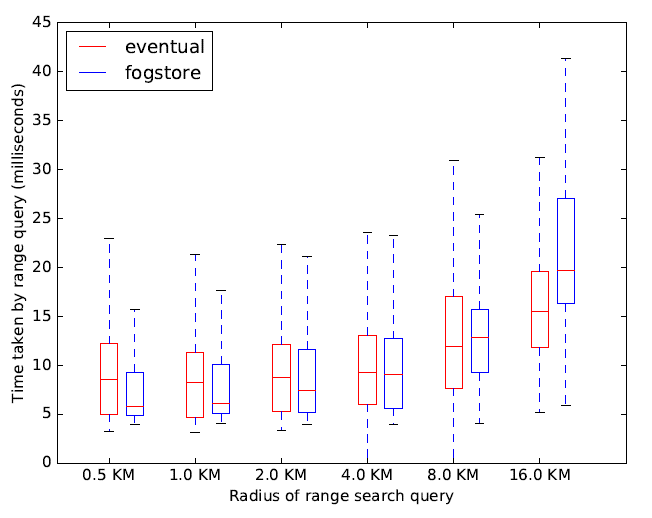 45
40
35
30
25
20
15
10
5
0
Time taken by range query (milliseconds)
eventual
fogstore
0.5 KM 1.0 KM 2.0 KM 4.0 KM 8.0 KM 16.0 KM
Radius of range search query